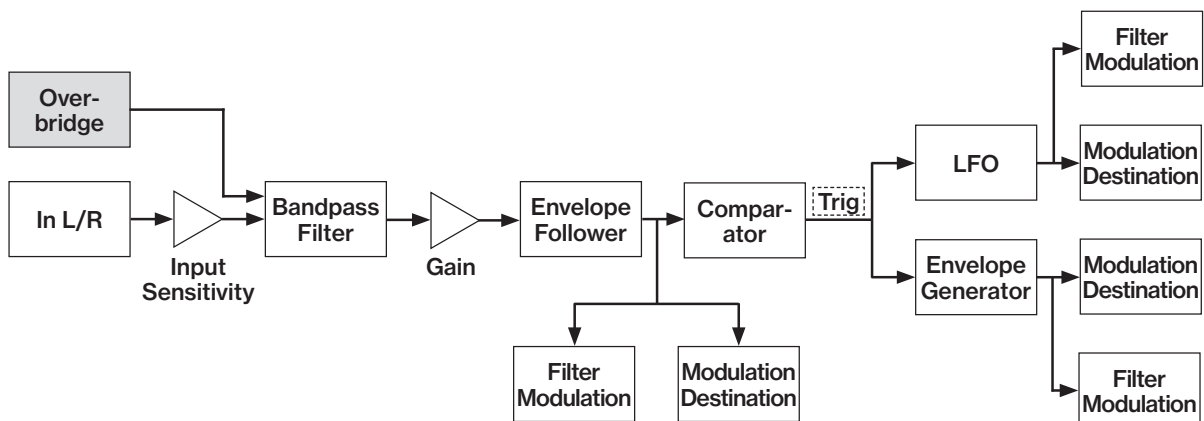 Over-
bridge
In L/R
Input
Sensitivity
Bandpass
Filter
Gain
Envelope
Follower
Filter
Modulation
Modulation
Destination
Compar-
ator
Trig
LFO
Filter
Modulation
Modulation
Destination
Envelope
Generator
Modulation
Destination
Filter
Modulation